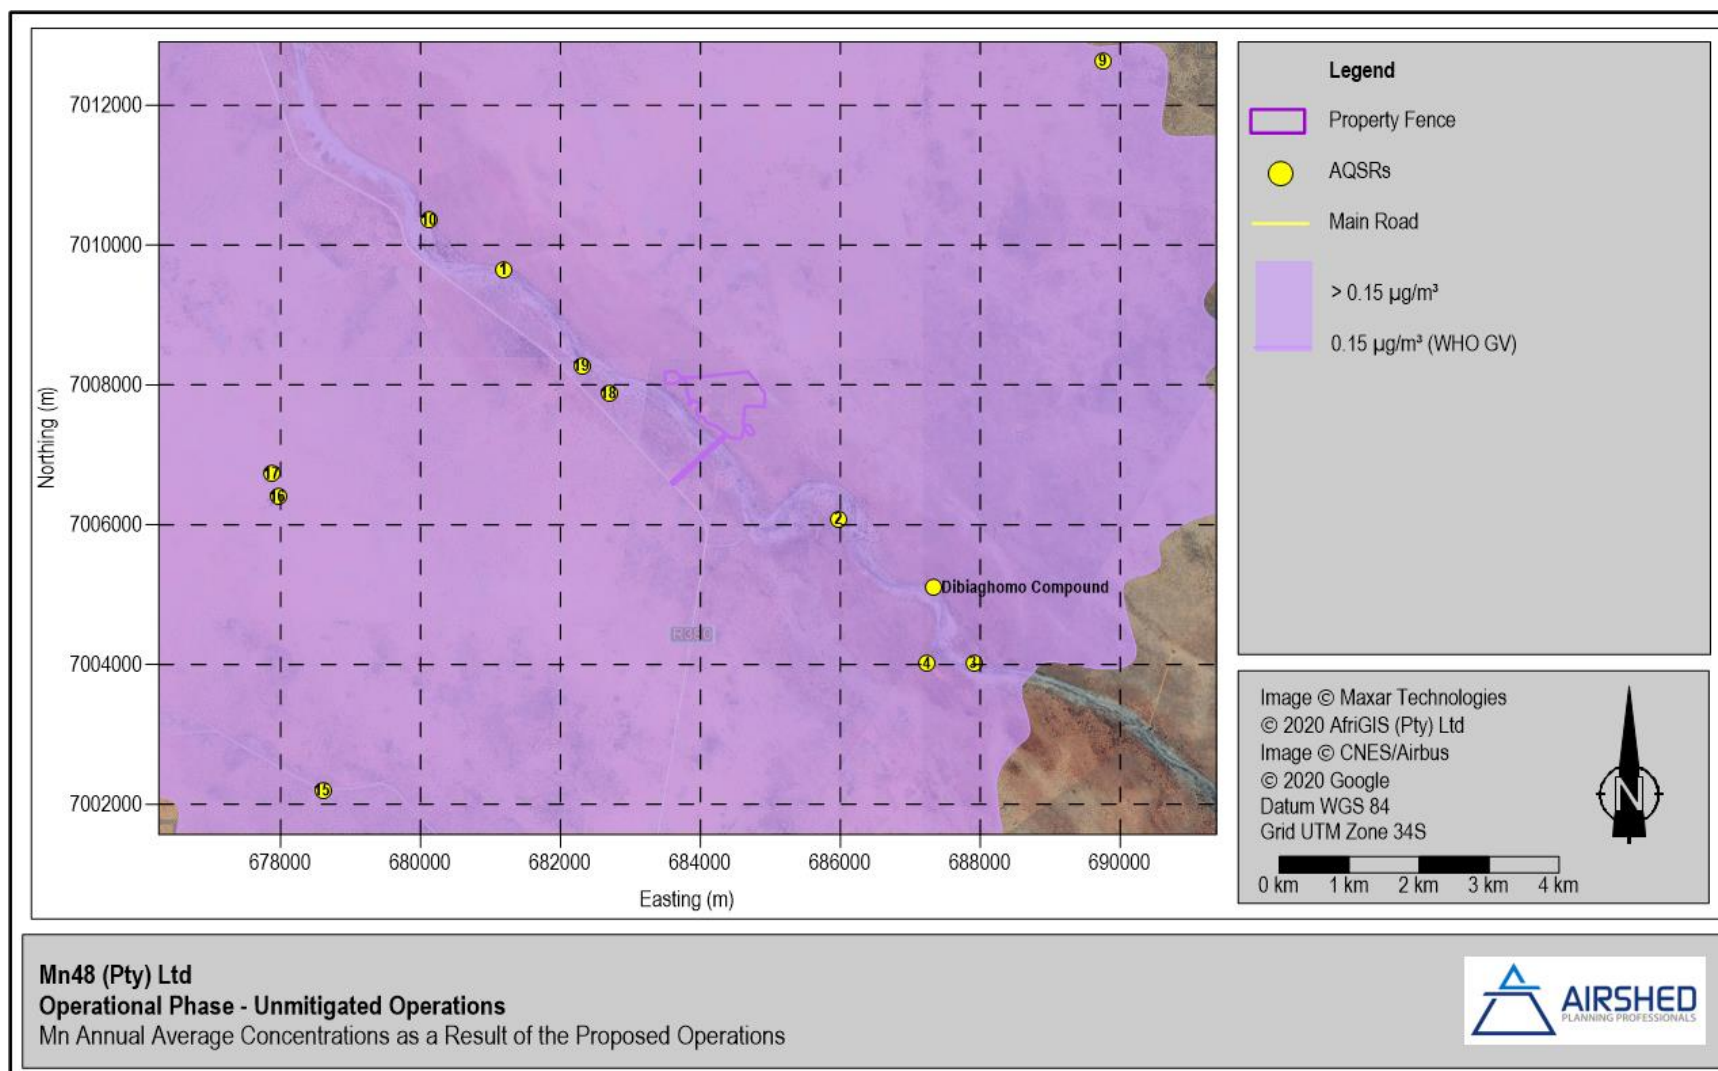 7012000
7010000
7008000
7006000
7004000
7002000
Northing (m)
678000
680000
682000
684000
686000
688000
690000
Easting (m)
9
10
1
19
18
17
16
2
Dibiaghomo Compound
4
3
15
R380
Legend
Property Fence
AQSRs
Main Road
> 0.15 µg/m³
0.15 µg/m³ (WHO GV)
Image © Maxar Technologies
© 2020 AfriGIS (Pty) Ltd
Image © CNES/Airbus
© 2020 Google
Datum WGS 84
Grid UTM Zone 34S
N
0 km 1 km 2 km 3 km 4 km
Mn48 (Pty) Ltd
Operational Phase - Unmitigated Operations
Mn Annual Average Concentrations as a Result of the Proposed Operations
AIRSHED
PLANNING PROFESSIONALS